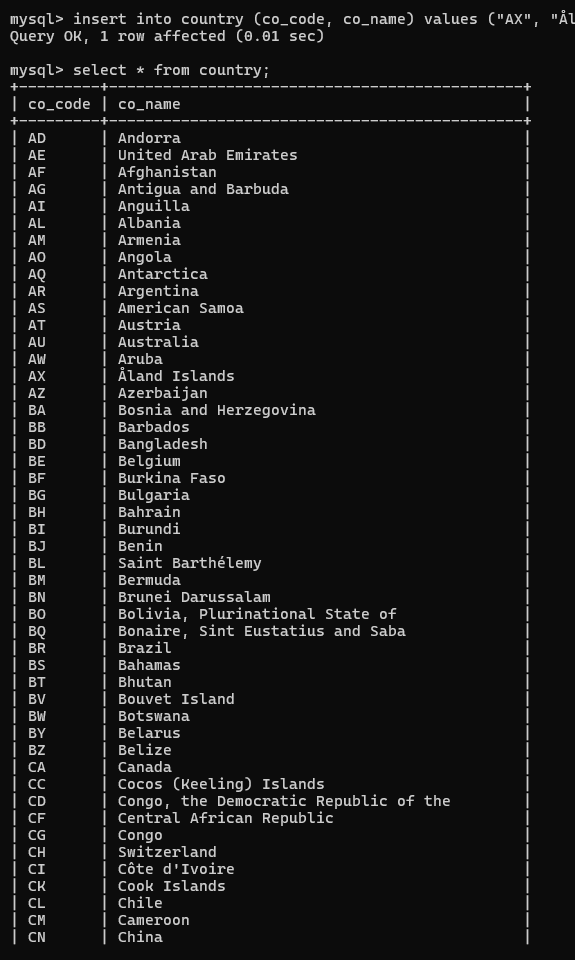 mysql> insert into country (co_code, co_name) values ("AX", "Ål
Query OK, 1 row affected (0.01 sec)
mysql> select * from country;
+---------+----------------------------------------------+
| co_code | co_name                                      |
+---------+----------------------------------------------+
| AD      | Andorra                                      |
| AE      | United Arab Emirates                         |
| AF      | Afghanistan                                  |
| AG      | Antigua and Barbuda                          |
| AI      | Anguilla                                     |
| AL      | Albania                                      |
| AM      | Armenia                                      |
| AO      | Angola                                       |
| AQ      | Antarctica                                   |
| AR      | Argentina                                    |
| AS      | American Samoa                               |
| AT      | Austria                                      |
| AU      | Australia                                    |
| AW      | Aruba                                        |
| AX      | Åland Islands                                |
| AZ      | Azerbaijan                                   |
| BA      | Bosnia and Herzegovina                       |
| BB      | Barbados                                     |
| BD      | Bangladesh                                   |
| BE      | Belgium                                      |
| BF      | Burkina Faso                                 |
| BG      | Bulgaria                                     |
| BH      | Bahrain                                      |
| BI      | Burundi                                      |
| BJ      | Benin                                        |
| BL      | Saint Barthélemy                             |
| BM      | Bermuda                                      |
| BN      | Brunei Darussalam                            |
| BO      | Bolivia, Plurinational State of              |
| BQ      | Bonaire, Sint Eustatius and Saba             |
| BR      | Brazil                                       |
| BS      | Bahamas                                      |
| BT      | Bhutan                                       |
| BV      | Bouvet Island                                |
| BW      | Botswana                                     |
| BY      | Belarus                                      |
| BZ      | Belize                                       |
| CA      | Canada                                       |
| CC      | Cocos (Keeling) Islands                      |
| CD      | Congo, the Democratic Republic of the        |
| CF      | Central African Republic                     |
| CG      | Congo                                        |
| CH      | Switzerland                                  |
| CI      | Côte d'Ivoire                                |
| CK      | Cook Islands                                 |
| CL      | Chile                                        |
| CM      | Cameroon                                     |
| CN      | China                                        |